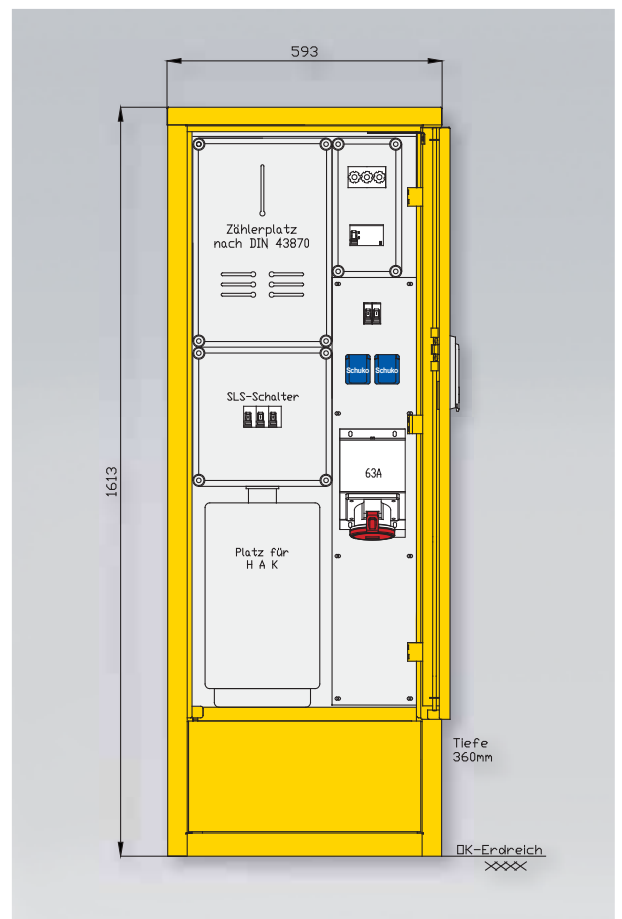 593
Zählerplatz
nach DIN 43870
Schuko
Schuko
SLS-Schalter
1613
63A
Platz für
H A K
Tiefe
360mm
OK-Erdreich